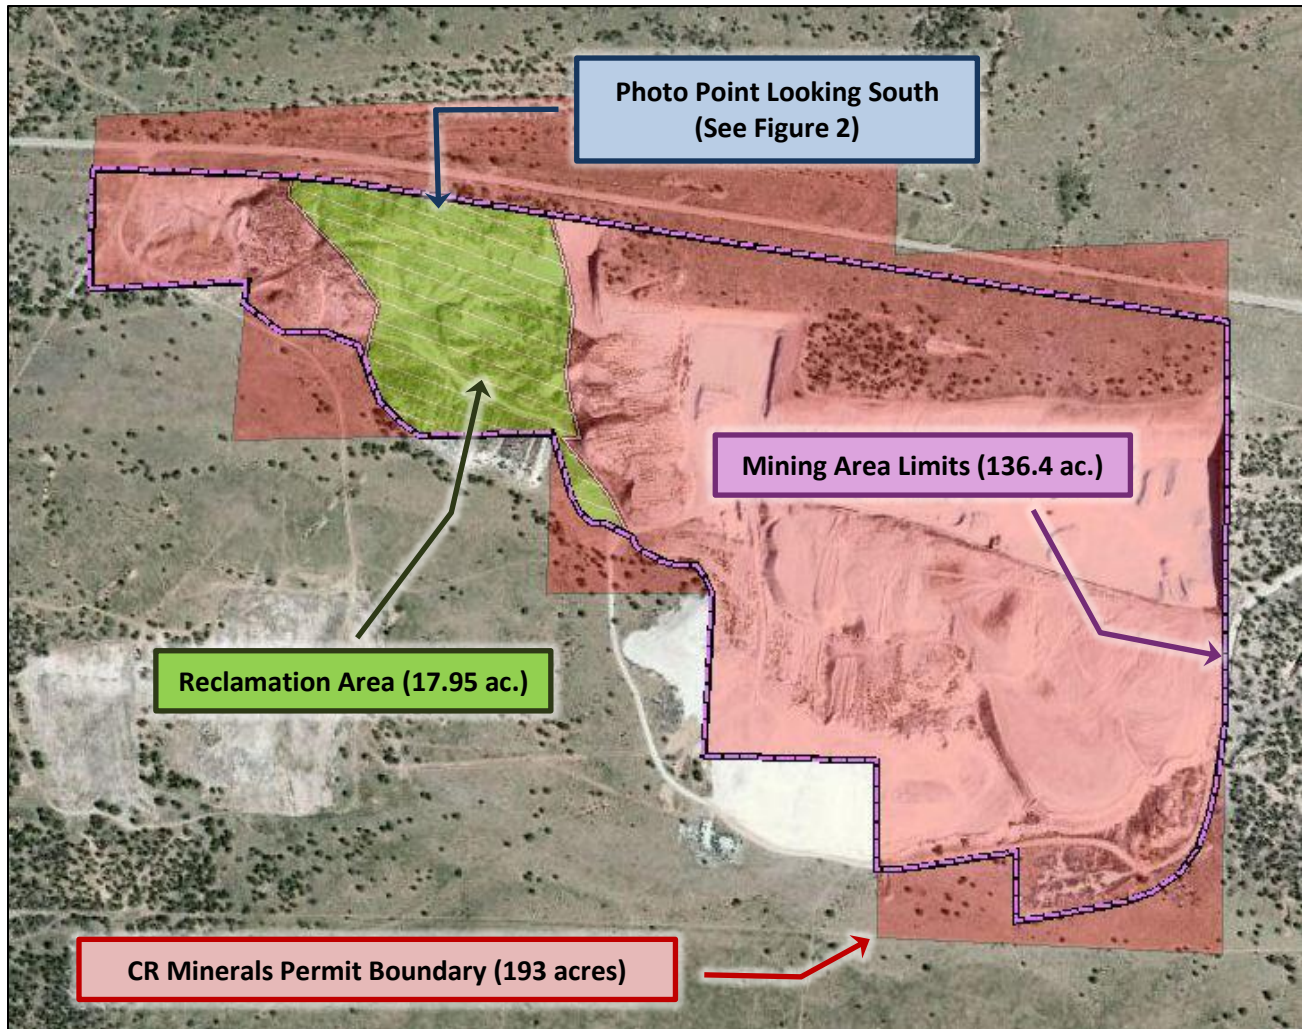 Photo Point Looking South
(See Figure 2)
Mining Area Limits (136.4 ac.)
Reclamation Area (17.95 ac.)
CR Minerals Permit Boundary (193 acres)